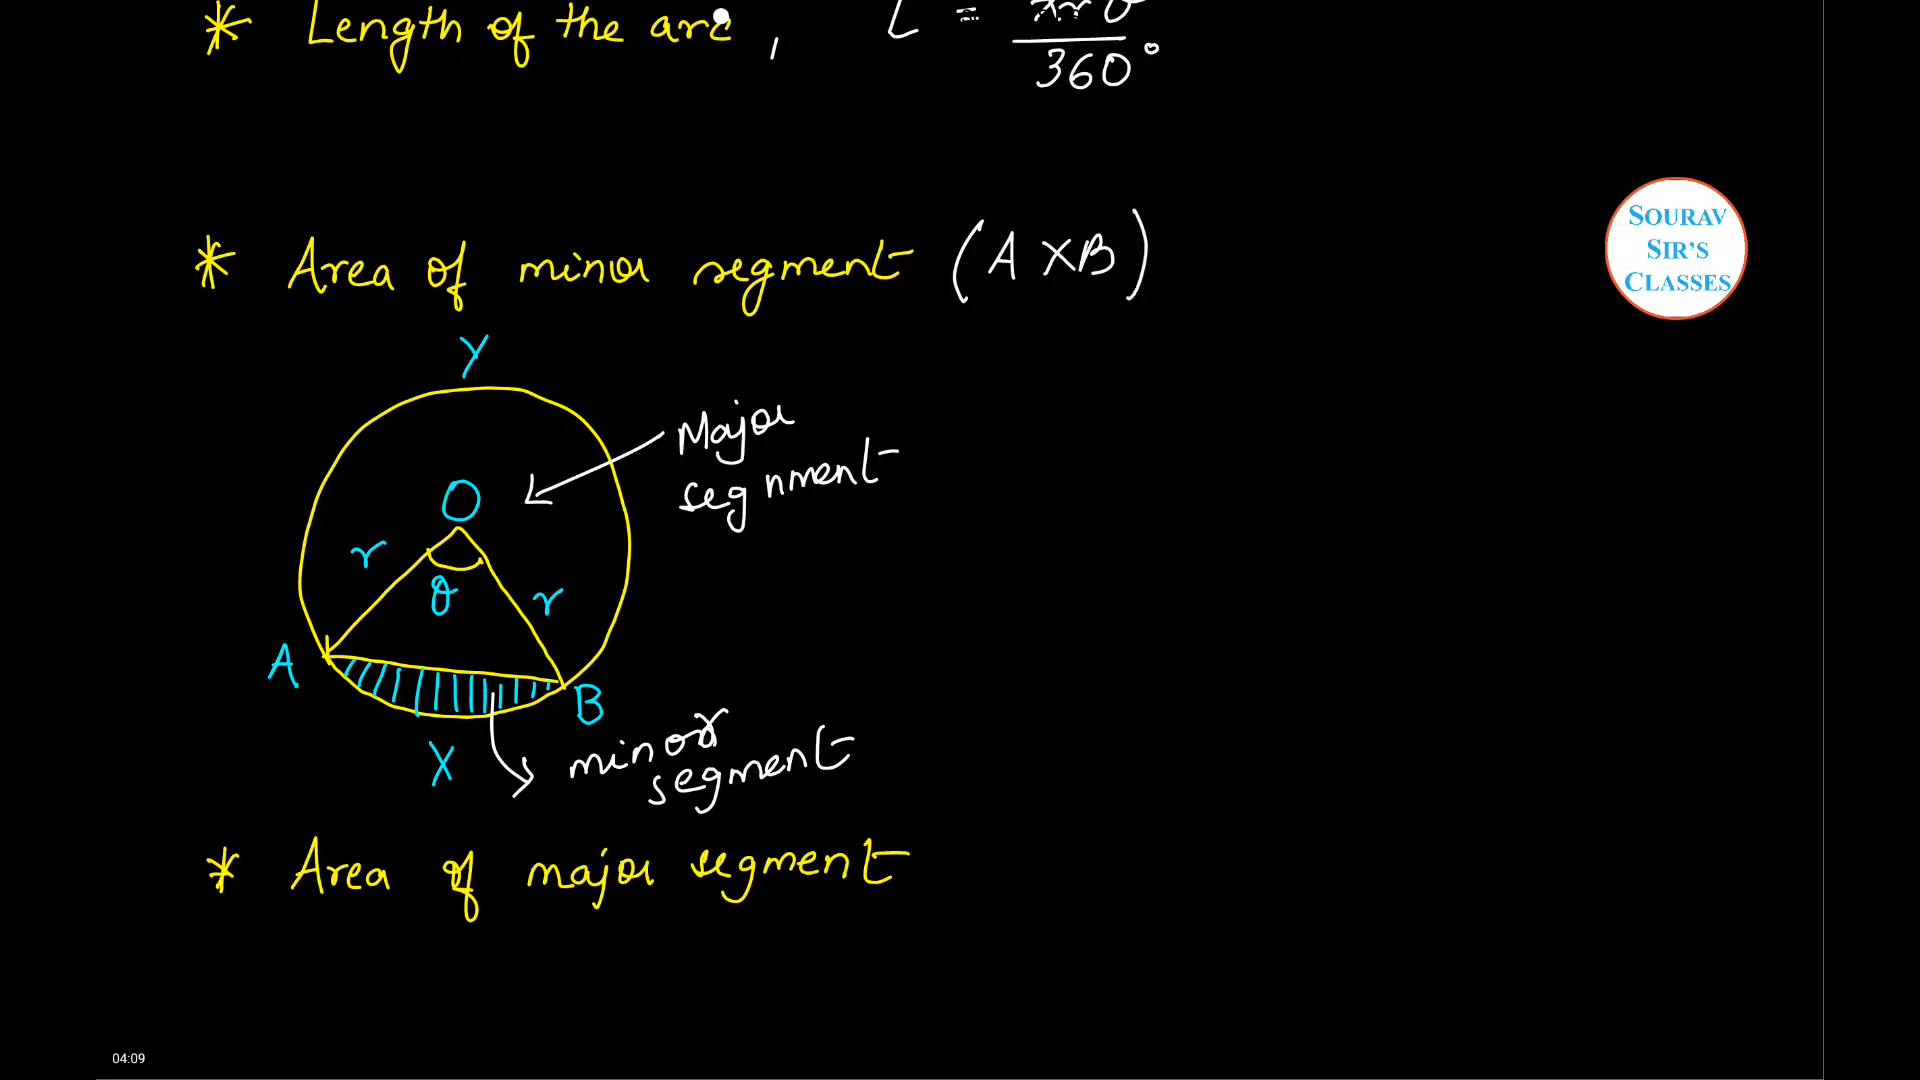 * Length of the arc, L =
360°
* Area of minor segment (AXB)
Y
Major
segnment
O
r
θ
r
A
B
X
minor
segment
* Area of major segment
SOURAV
SIR'S
CLASSES
04:09